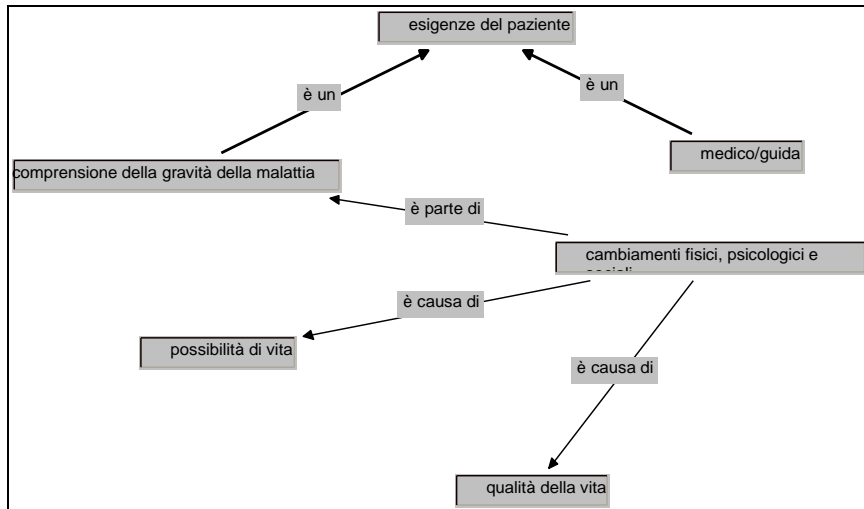 esigenze del paziente
è un
è un
medico/guida
comprensione della gravità della malattia
è parte di
cambiamenti fisici, psicologici e
sociali
è causa di
possibilità di vita
è causa di
qualità della vita